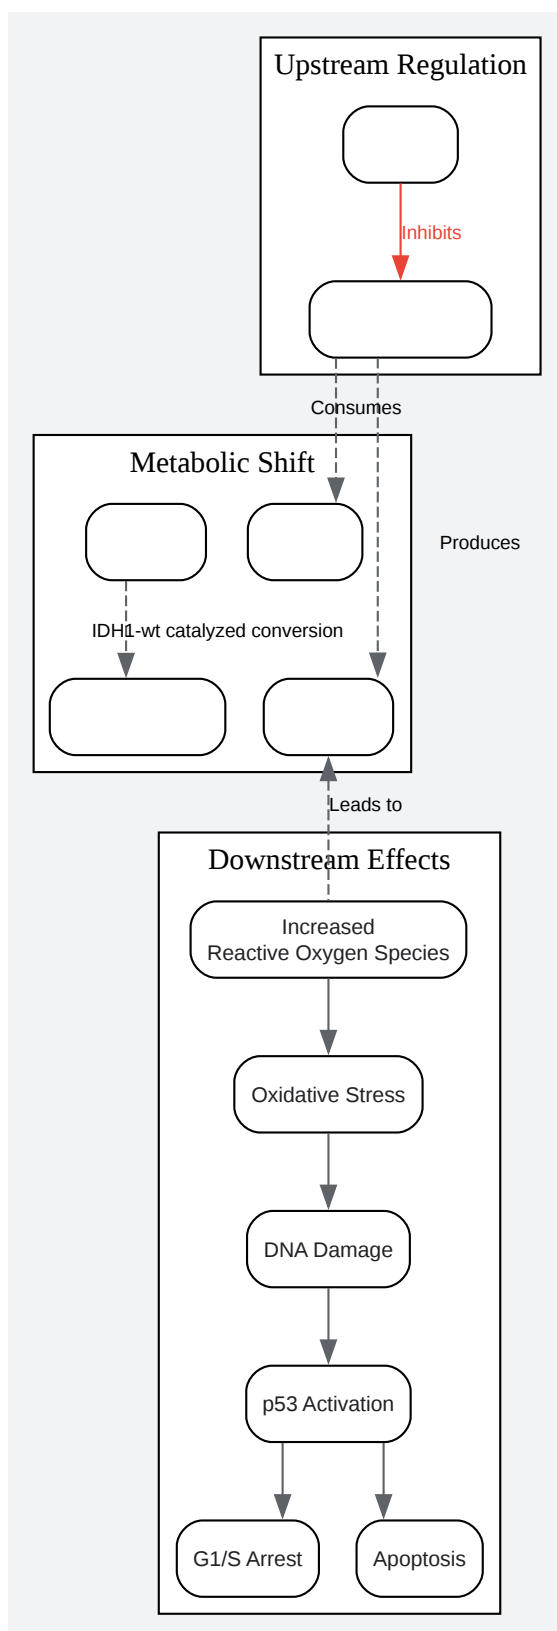 Upstream Regulation
Inhibits
Consumes
Metabolic Shift
Produces
IDH1-wt catalyzed conversion
Leads to
Downstream Effects
Increased
Reactive Oxygen Species
Oxidative Stress
DNA Damage
p53 Activation
G1/S Arrest
Apoptosis